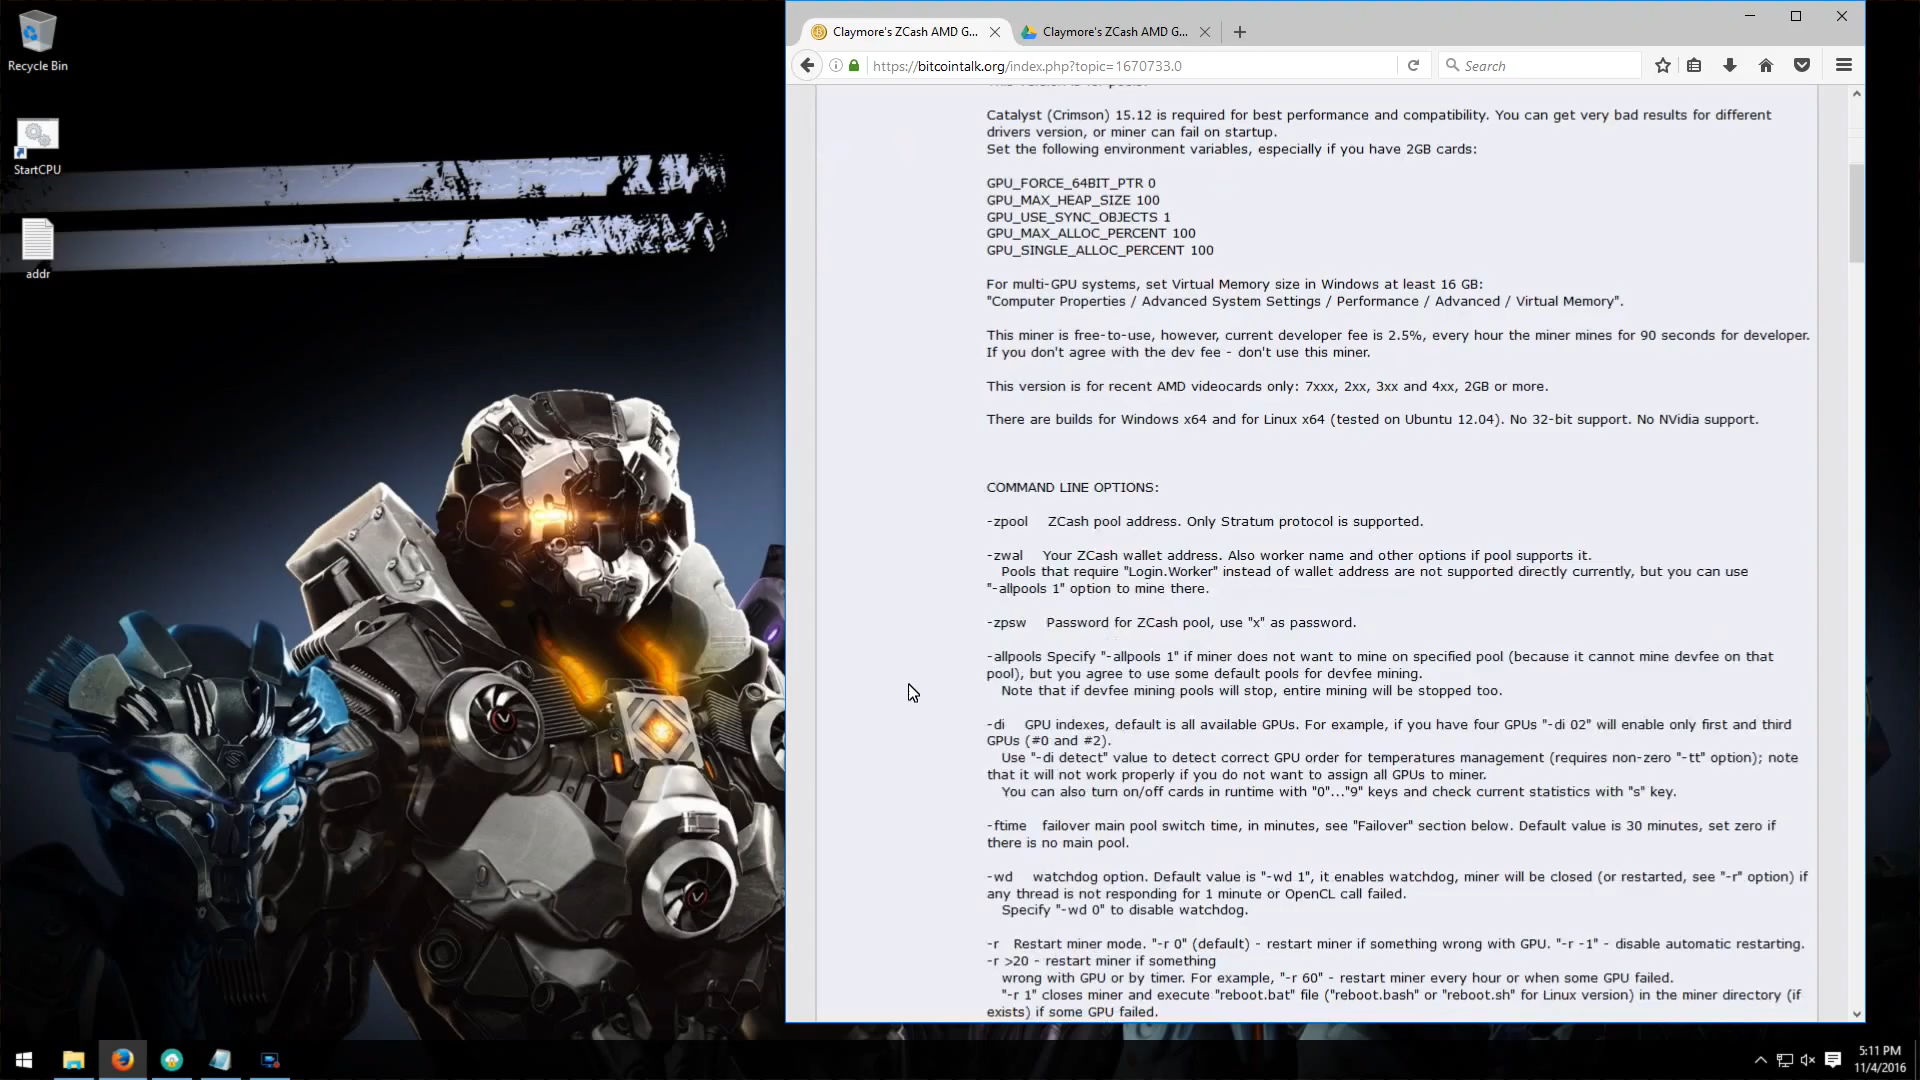 Recycle Bin
StartCPU
addr
Claymore's ZCash AMD G...
Claymore's ZCash AMD G...
https://bitcointalk.org/index.php?topic=1670733.0
Search
Catalyst (Crimson) 15.12 is required for best performance and compatibility. You can get very bad results for different
drivers version, or miner can fail on startup.
Set the following environment variables, especially if you have 2GB cards:
GPU_FORCE_64BIT_PTR 0
GPU_MAX_HEAP_SIZE 100
GPU_USE_SYNC_OBJECTS 1
GPU_MAX_ALLOC_PERCENT 100
GPU_SINGLE_ALLOC_PERCENT 100
For multi-GPU systems, set Virtual Memory size in Windows at least 16 GB:
"Computer Properties / Advanced System Settings / Performance / Advanced / Virtual Memory".
This miner is free-to-use, however, current developer fee is 2.5%, every hour the miner mines for 90 seconds for developer.
If you don't agree with the dev fee - don't use this miner.
This version is for recent AMD videocards only: 7xxx, 2xx, 3xx and 4xx, 2GB or more.
There are builds for Windows x64 and for Linux x64 (tested on Ubuntu 12.04). No 32-bit support. No NVidia support.
COMMAND LINE OPTIONS:
-zpool ZCash pool address. Only Stratum protocol is supported.
-zwal Your ZCash wallet address. Also worker name and other options if pool supports it.
Pools that require "Login.Worker" instead of wallet address are not supported directly currently, but you can use
"-allpools 1" option to mine there.
-zpsw Password for ZCash pool, use "x" as password.
-allpools Specify "-allpools 1" if miner does not want to mine on specified pool (because it cannot mine devfee on that
pool), but you agree to use some default pools for devfee mining.
Note that if devfee mining pools will stop, entire mining will be stopped too.
-di GPU indexes, default is all available GPUs. For example, if you have four GPUs "-di 02" will enable only first and third
GPUs (#0 and #2).
Use "-di detect" value to detect correct GPU order for temperatures management (requires non-zero "-tt" option); note
that it will not work properly if you do not want to assign all GPUs to miner.
You can also turn on/off cards in runtime with "0"..."9" keys and check current statistics with "s" key.
-ftime failover main pool switch time, in minutes, see "Failover" section below. Default value is 30 minutes, set zero if
there is no main pool.
-wd watchdog option. Default value is "-wd 1", it enables watchdog, miner will be closed (or restarted, see "-r" option) if
any thread is not responding for 1 minute or OpenCL call failed.
Specify "-wd 0" to disable watchdog.
-r Restart miner mode. "-r 0" (default) - restart miner if something wrong with GPU. "-r -1" - disable automatic restarting.
-r >20 - restart miner if something
wrong with GPU or by timer. For example, "-r 60" - restart miner every hour or when some GPU failed.
"-r 1" closes miner and execute "reboot.bat" file ("reboot.bash" or "reboot.sh" for Linux version) in the miner directory (if
exists) if some GPU failed.
5:11 PM
11/4/2016